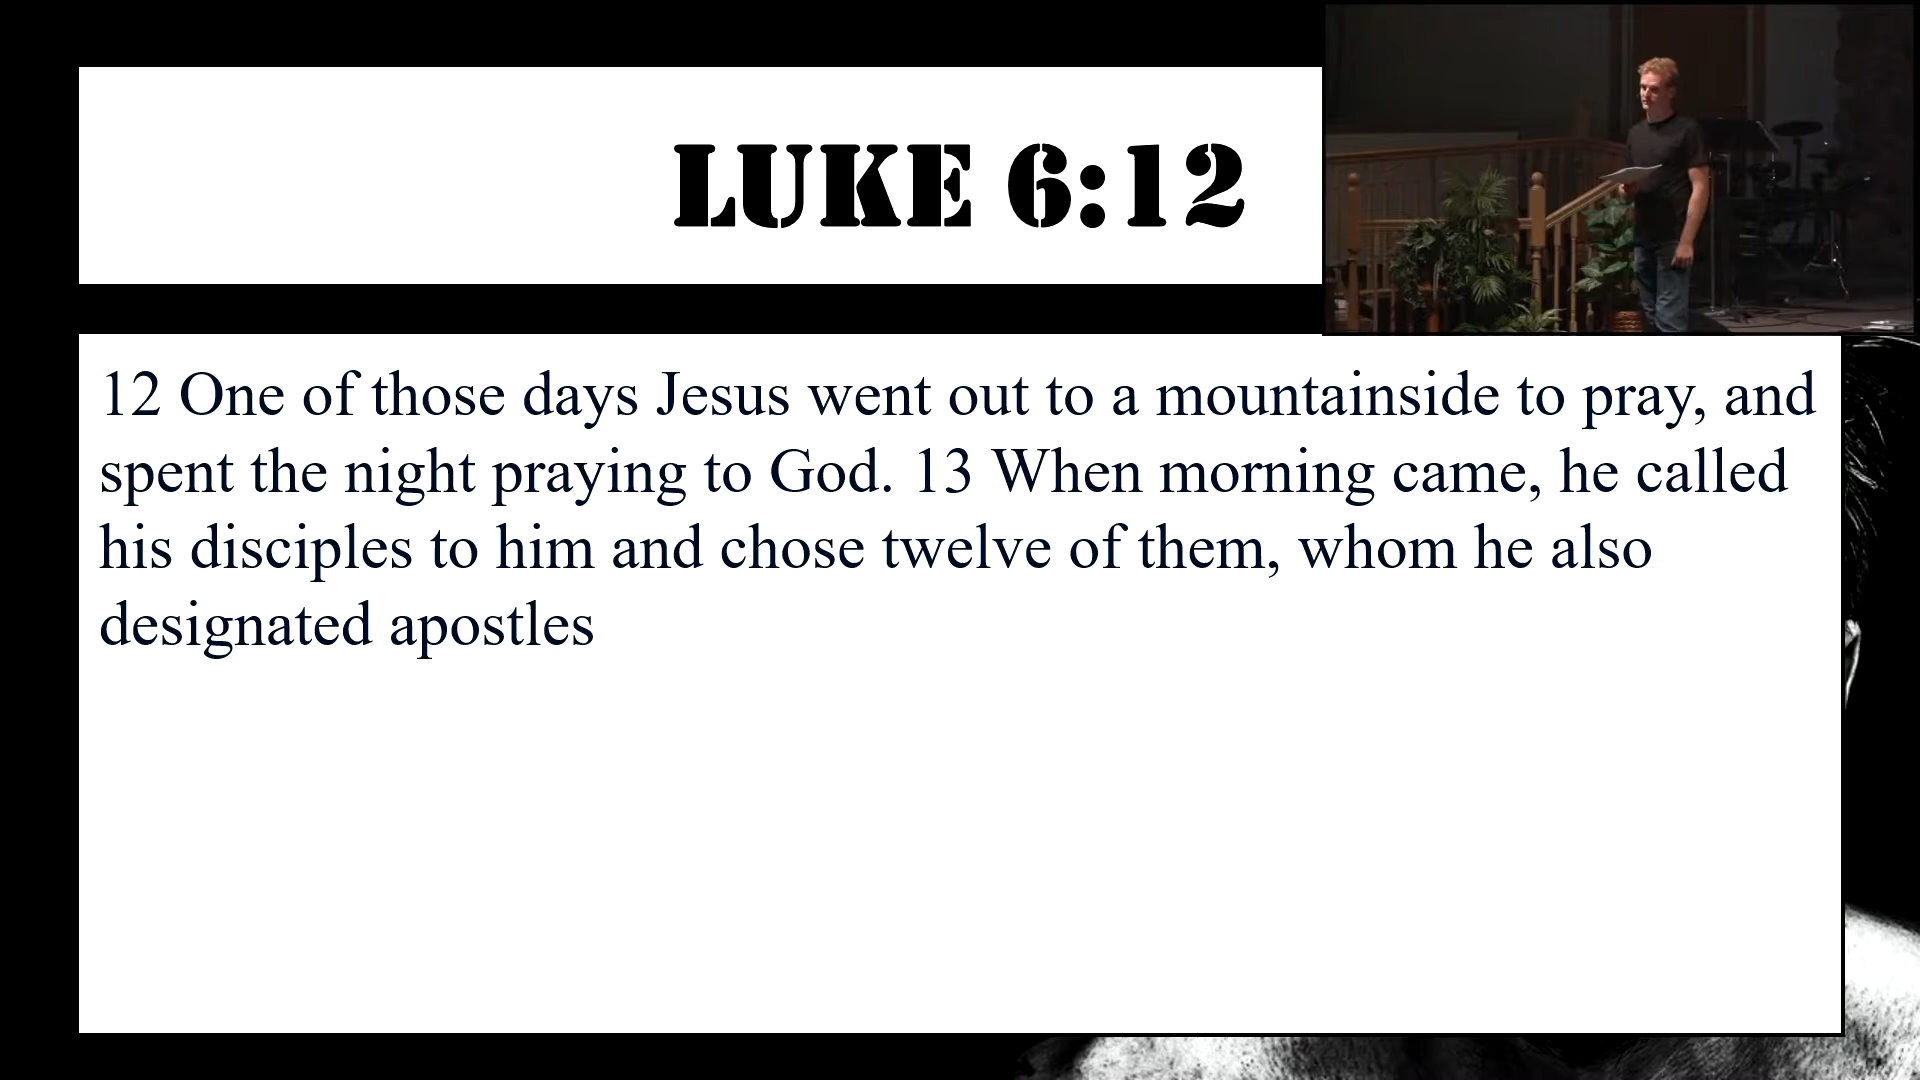 LUKE 6:12
12 One of those days Jesus went out to a mountainside to pray, and
spent the night praying to God. 13 When morning came, he called
his disciples to him and chose twelve of them, whom he also
designated apostles